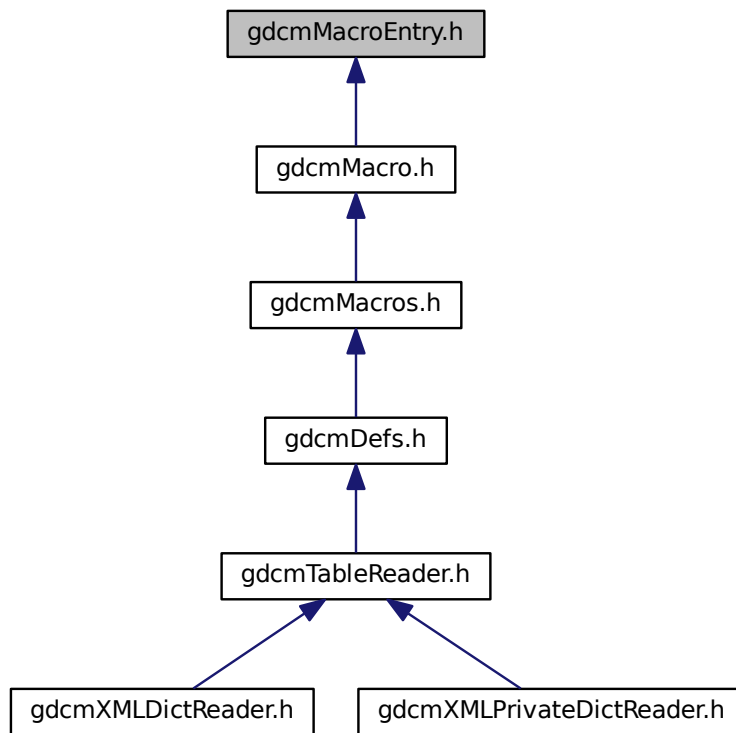 gdcmMacroEntry.h
gdcmMacro.h
gdcmMacros.h
gdcmDefs.h
gdcmTableReader.h
gdcmXMLDictReader.h
gdcmXMLPrivateDictReader.h